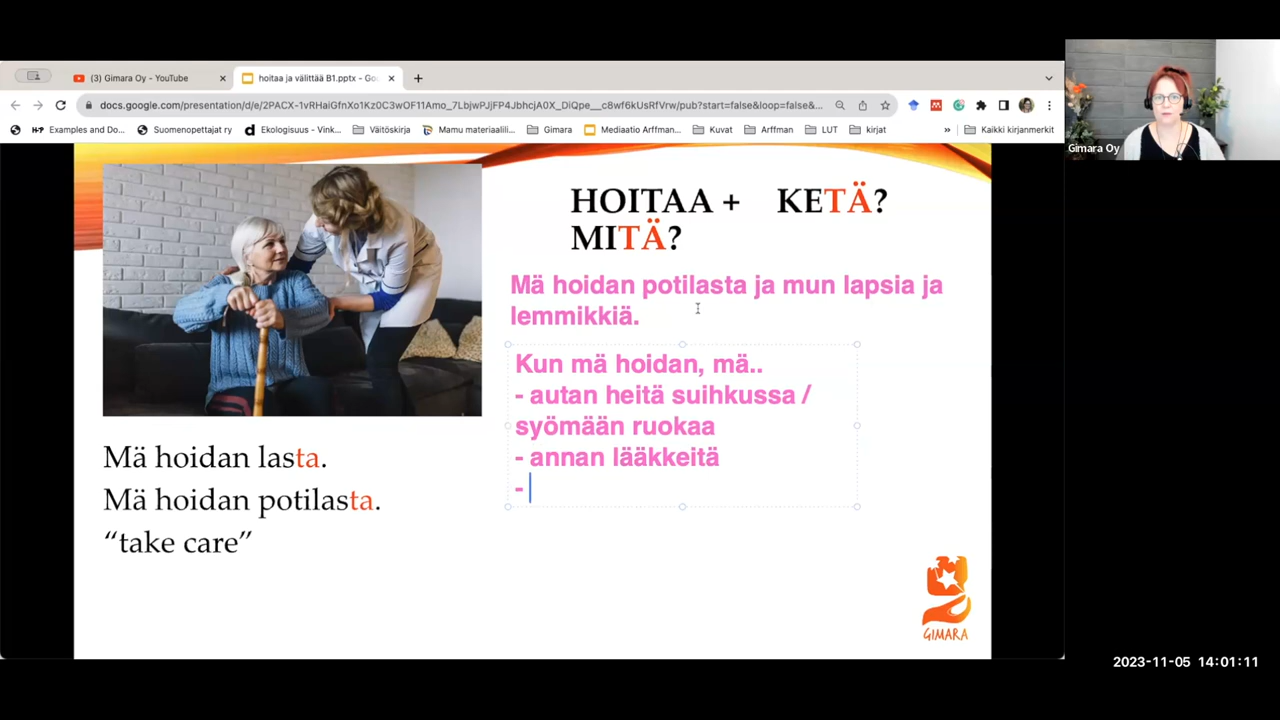 (3) Gimara Oy - YouTube
hoitaa ja välittää B1.pptx - Go
docs.google.com/presentation/d/e/2PACX-1vRHaiGfnXo1Kz0C3wOF11Amo_7LbjwPJjFP4JbhcjA0X_DiQpe__c8wf6kUsRfVrw/pub?start=false&loop=false&...
Examples and Do...
Suomenopettajat ry
Ekologisuus - Vink...
Väitöskirja
Mamu materiaalili...
Gimara
Mediaatio Arffman...
Kuvat
Arffman
LUT
kirjat
»
Kaikki kirjanmerkit
Gimara Oy
HOITAA + KETÄ?
MITÄ?
Mä hoidan potilasta ja mun lapsia ja
lemmikkiä.
Kun mä hoidan, mä..
- autan heitä suihkussa /
syömään ruokaa
- annan lääkkeitä
-
Mä hoidan lasta.
Mä hoidan potilasta.
“take care”
GIMARA
2023-11-05 14:01:11